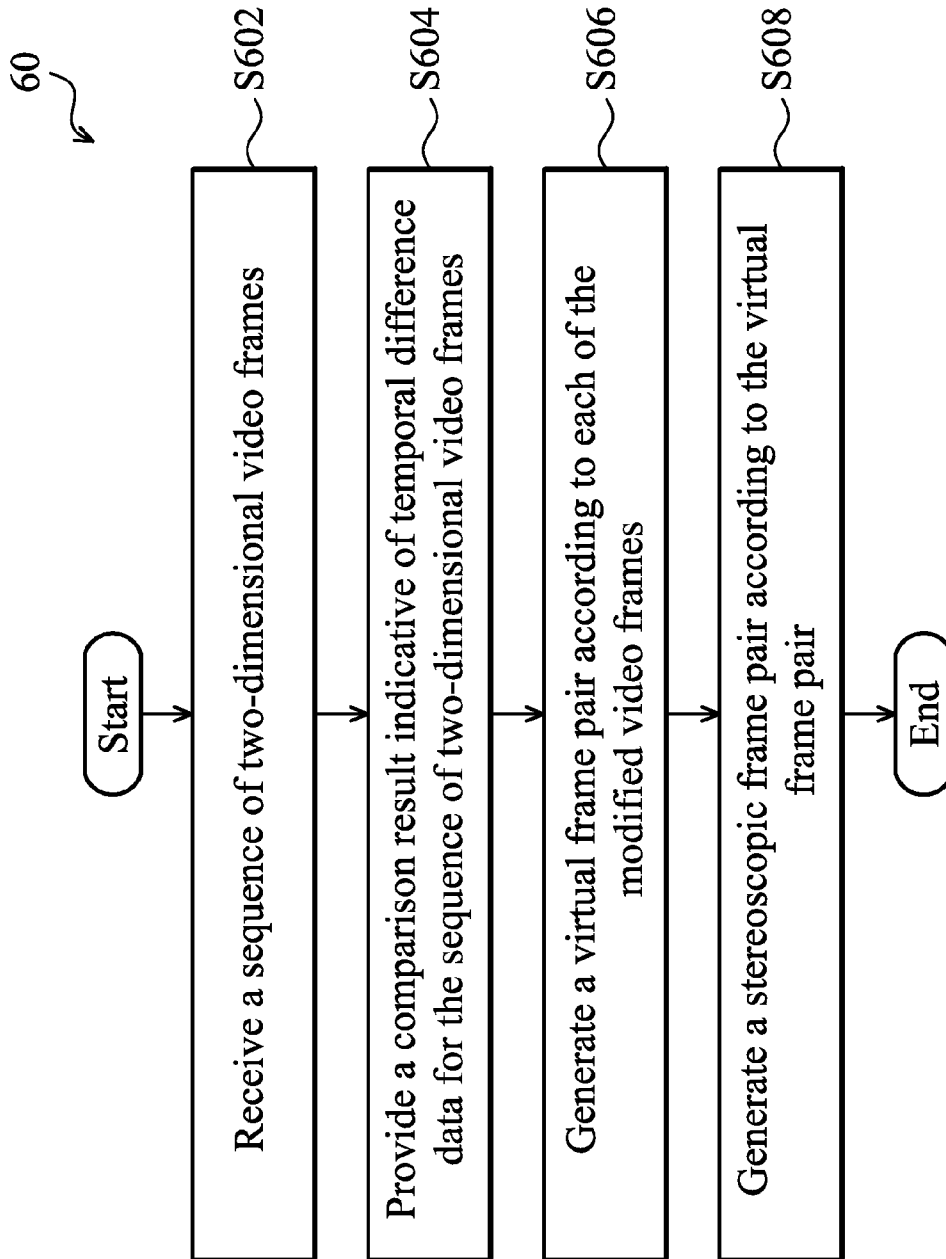 60
Start
Receive a sequence of two-dimensional video frames
S602
Provide a comparison result indicative of temporal difference
data for the sequence of two-dimensional video frames
S604
Generate a virtual frame pair according to each of the
modified video frames
S606
Generate a stereoscopic frame pair according to the virtual
frame pair
S608
End